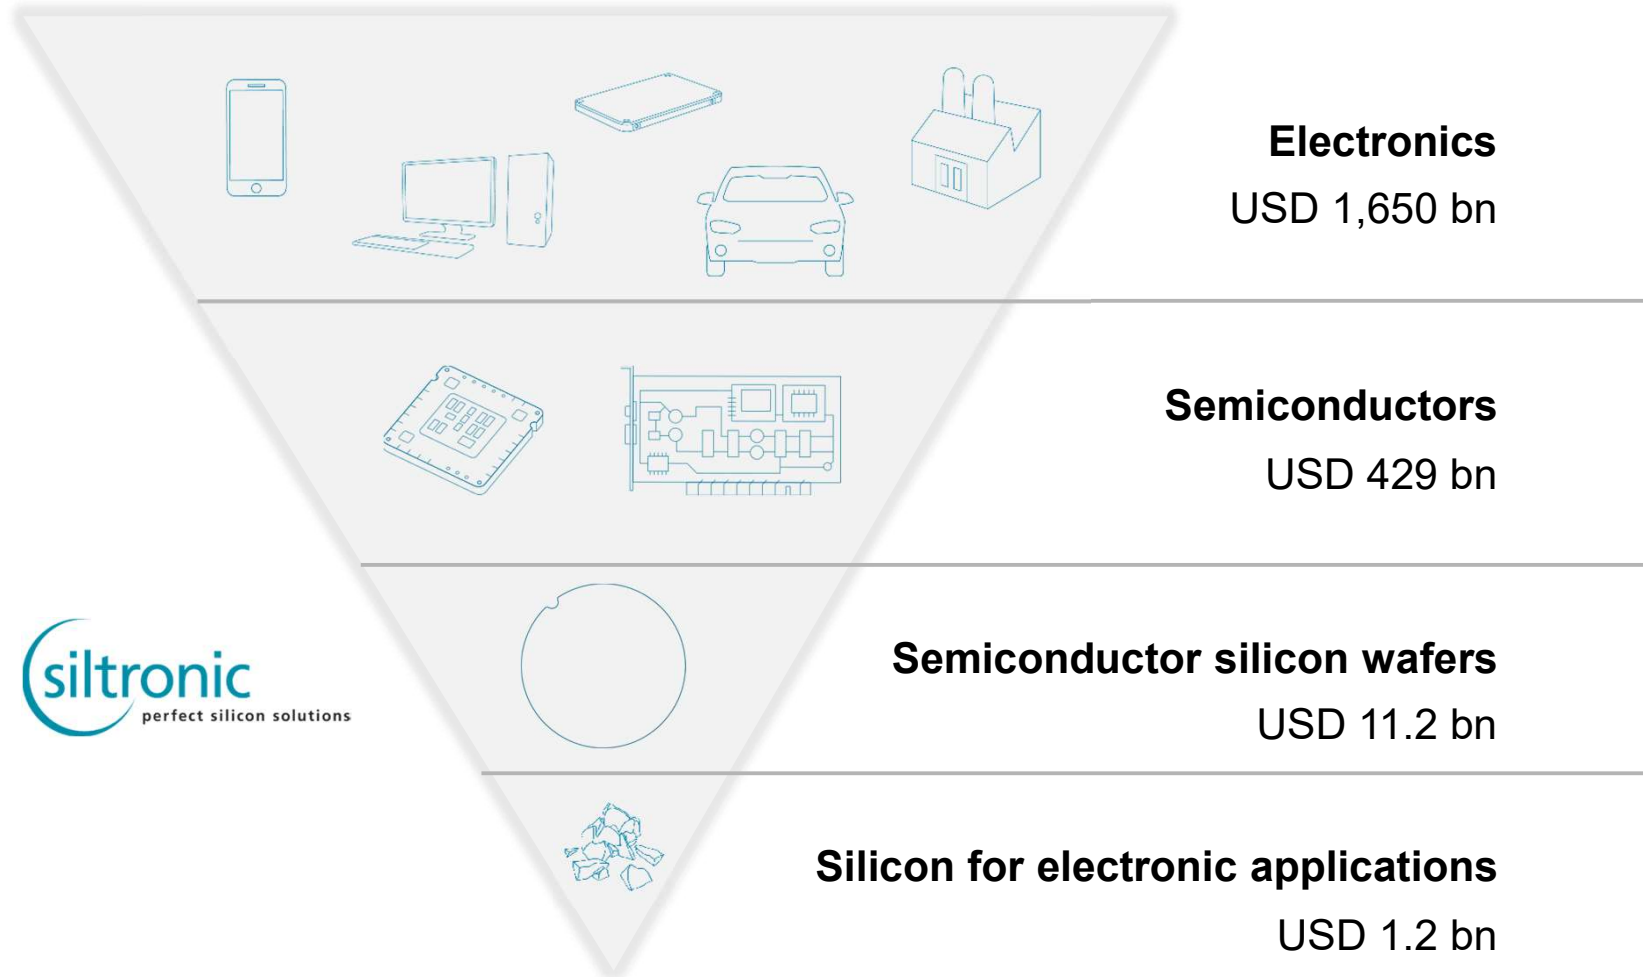 Electronics
USD 1,650 bn
Semiconductors
USD 429 bn
siltronic
perfect silicon solutions
Semiconductor silicon wafers
USD 11.2 bn
Silicon for electronic applications
USD 1.2 bn